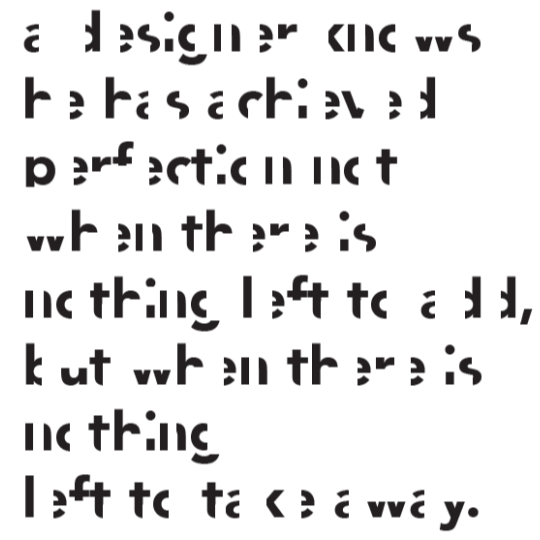 a designer knows
he has achieved
perfection not
when there is
nothing left to add,
but when there is
nothing
left to take away.